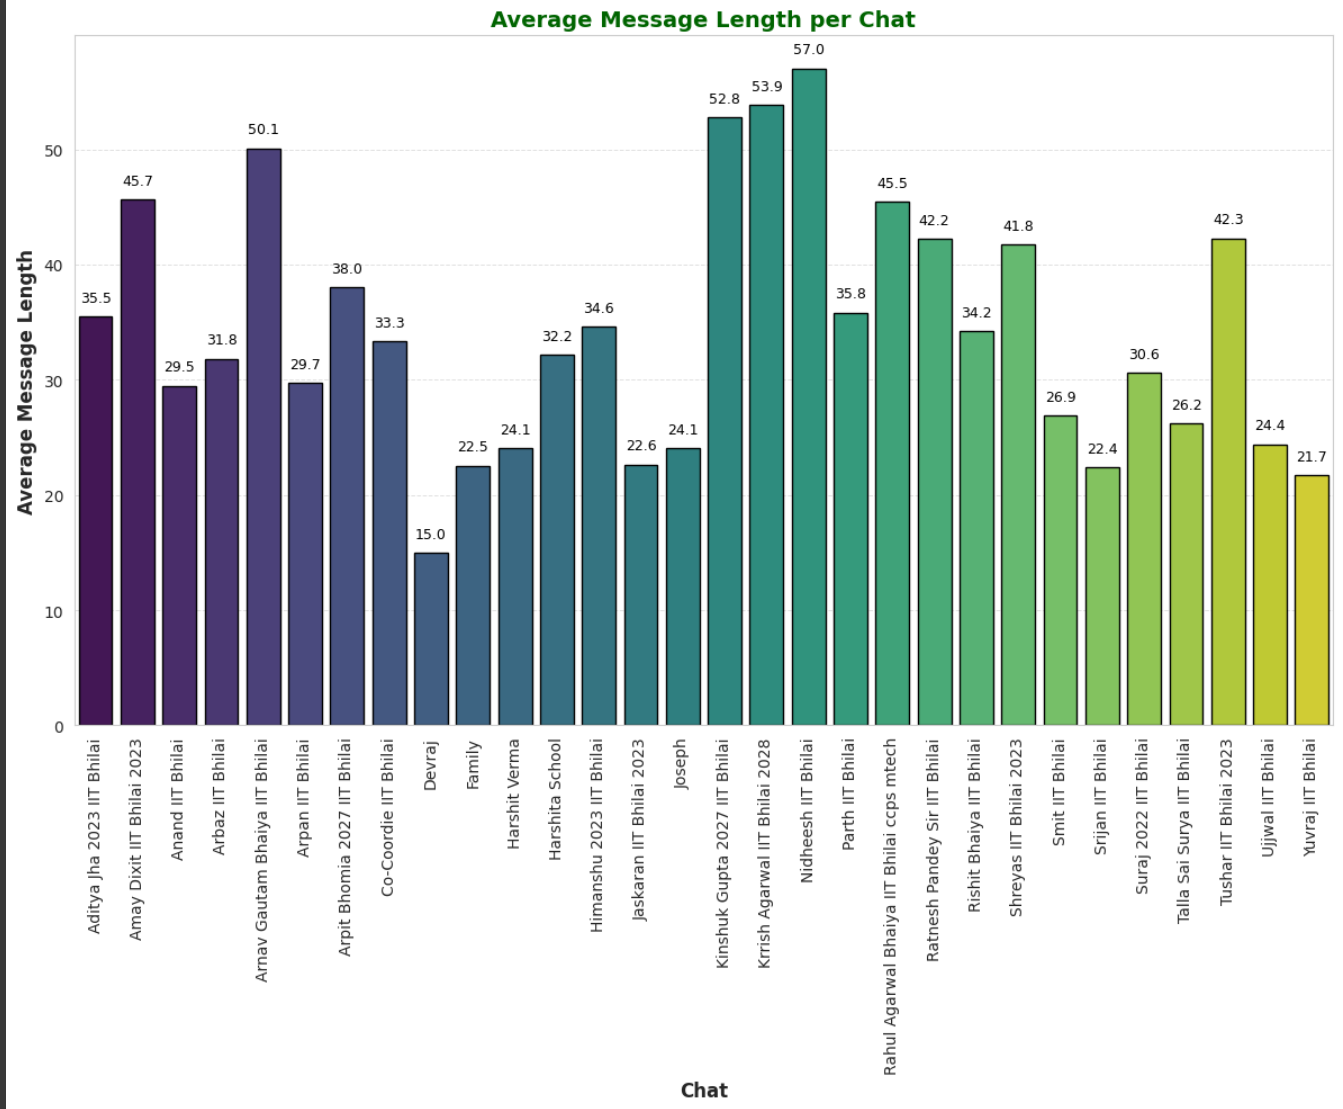 Average Message Length per Chat
Average Message Length
50
40
30
20
10
0
35.5
45.7
29.5
31.8
50.1
29.7
38.0
33.3
15.0
22.5
24.1
32.2
34.6
22.6
24.1
52.8
53.9
57.0
35.8
45.5
42.2
34.2
41.8
26.9
22.4
30.6
26.2
42.3
24.4
21.7
Aditya Jha 2023 IIT Bhilai
Amay Dixit IIT Bhilai 2023
Anand IIT Bhilai
Arbaz IIT Bhilai
Arnav Gautam Bhaiya IIT Bhilai
Arpan IIT Bhilai
Arpit Bhomia 2027 IIT Bhilai
Co-Coordie IIT Bhilai
Devraj
Family
Harshit Verma
Harshita School
Himanshu 2023 IIT Bhilai
Jaskaran IIT Bhilai 2023
Joseph
Kinshuk Gupta 2027 IIT Bhilai
Krrish Agarwal IIT Bhilai 2028
Nidheesh IIT Bhilai
Parth IIT Bhilai
Rahul Agarwal Bhaiya IIT Bhilai ccps mtech
Ratnesh Pandey Sir IIT Bhilai
Rishit Bhaiya IIT Bhilai
Shreyas IIT Bhilai 2023
Smit IIT Bhilai
Srijan IIT Bhilai
Suraj 2022 IIT Bhilai
Talla Sai Surya IIT Bhilai
Tushar IIT Bhilai 2023
Ujjwal IIT Bhilai
Yuvraj IIT Bhilai
Chat